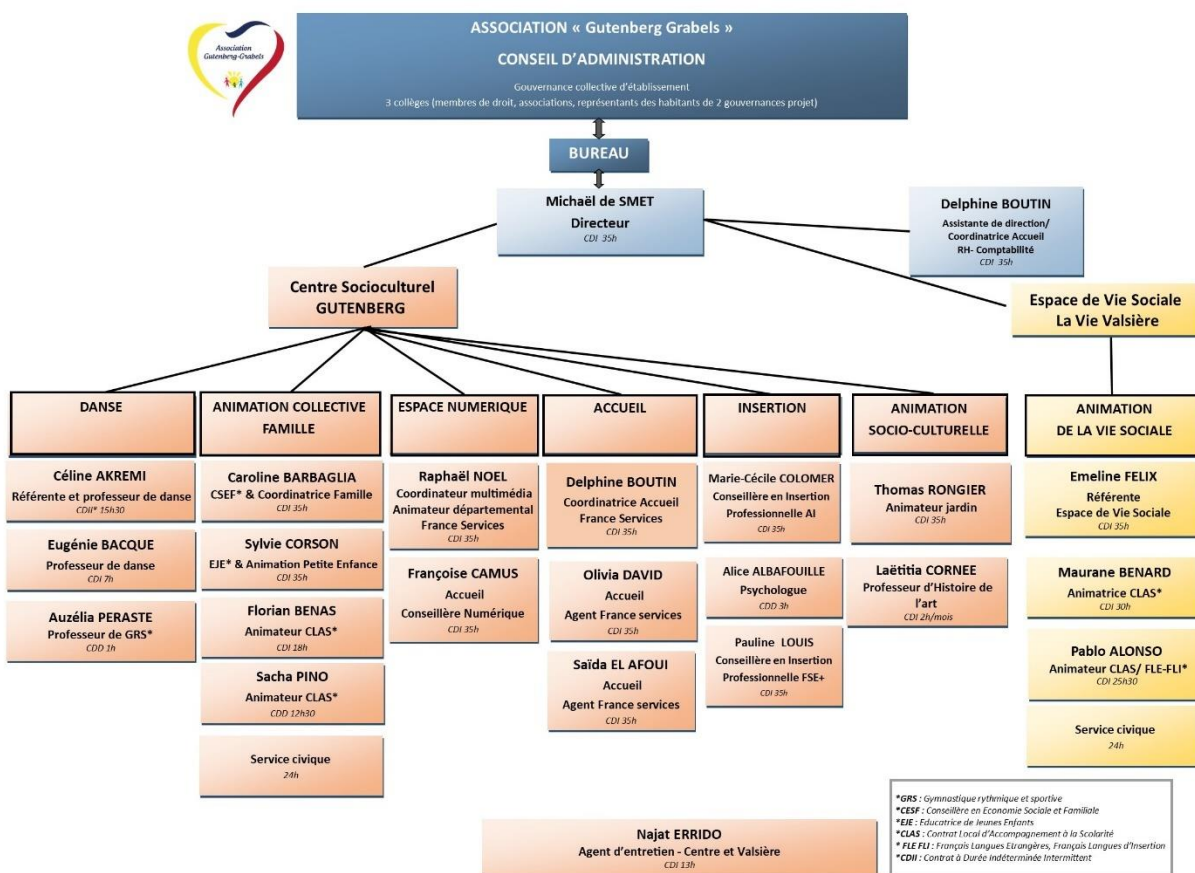 Association
Gutenberg-Grabels
ASSOCIATION « Gutenberg Grabels »
CONSEIL D'ADMINISTRATION
Gouvernance collective d'établissement
3 collèges (membres de droit, associations, représentants des habitants de 2 gouvernances projet)
BUREAU
Michaël de SMET
Directeur
CDI 35h
Delphine BOUTIN
Assistante de direction/
Coordinatrice Accueil
RH- Comptabilité
CDI 35h
Centre Socioculturel
GUTENBERG
Espace de Vie Sociale
La Vie Valsière
DANSE
Céline AKREMI
Référente et professeur de danse
CDII* 15h30
Eugénie BACQUE
Professeur de danse
CDI 7h
Auzélia PERASTE
Professeur de GRS*
CDD 1h
ANIMATION COLLECTIVE
FAMILLE
Caroline BARBAGLIA
CSEF* & Coordinatrice Famille
CDI 35h
Sylvie CORSON
EJE* & Animation Petite Enfance
CDI 35h
Florian BENAS
Animateur CLAS*
CDI 18h
Sacha PINO
Animateur CLAS*
CDD 12h30
Service civique
24h
ESPACE NUMERIQUE
Raphaël NOEL
Coordinateur multimédia
Animateur départemental
France Services
CDI 35h
Françoise CAMUS
Accueil
Conseillère Numérique
CDI 35h
ACCUEIL
Delphine BOUTIN
Coordinatrice Accueil
France Services
CDI 35h
Olivia DAVID
Accueil
Agent France services
CDI 35h
Saïda EL AFOUI
Accueil
Agent France services
CDI 35h
INSERTION
Marie-Cécile COLOMER
Conseillère en Insertion
Professionnelle AI
CDI 35h
Alice ALBAFOUILLE
Psychologue
CDD 3h
Pauline LOUIS
Conseillère en Insertion
Professionnelle FSE+
CDI 35h
ANIMATION
SOCIO-CULTURELLE
Thomas RONGIER
Animateur jardin
CDI 35h
Laëtitia CORNEE
Professeur d'Histoire de
l'art
CDI 2h/mois
ANIMATION
DE LA VIE SOCIALE
Emeline FELIX
Référente
Espace de Vie Sociale
CDI 35h
Maurane BENARD
Animatrice CLAS*
CDI 30h
Pablo ALONSO
Animateur CLAS/ FLE-FLI*
CDI 25h30
Service civique
24h
Najat ERRIDO
Agent d'entretien - Centre et Valsière
CDI 13h
*GRS : Gymnastique rythmique et sportive
*CESF : Conseillère en Economie Sociale et Familiale
*EJE : Educatrice de Jeunes Enfants
*CLAS : Contrat Local d'Accompagnement à la Scolarité
* FLE FLI : Français Langues Etrangères, Français Langues d'Insertion
*CDII : Contrat à Durée Indéterminée Intermittent